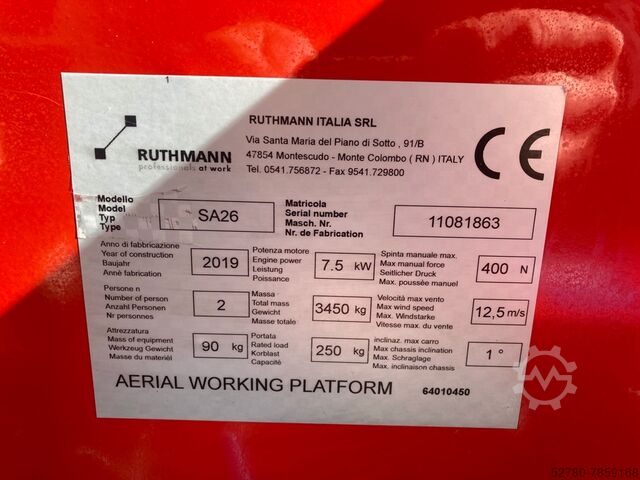 1
RUTHMANN
professionals at work
RUTHMANN ITALIA SRL
Via Santa Maria del Piano di Sotto , 91/B
47854 Montescudo - Monte Colombo ( RN ) ITALY
Tel. 0541.756872 - Fax 9541.729800
CE
Modello
Model
Typ
Type
SA26
Matricola
Serial number
Masch. Nr.
Nr. de Fabrication
11081863
Anno di fabbricazione
Year of construction
Baujahr
Anné fabrication
2019
Potenza motore
Engine power
Leistung
Poissance
7.5 kW
Spinta manuale max.
Max manual force
Seitlicher Druck
Max. poussée manuel
400 N
Persone n
Number of person
Anzahl Personen
Nr personnes
2
Massa
Total mass
Gewicht
Masse totale
3450 kg
Velocità max vento
Max wind speed
Max. Windstarke
Vitesse max. du vente
12,5 m/s
Attrezzatura
Mass of equipment
Werkzeug Gewicht
Masse du matériél
90 kg
Portata
Rated load
Korblast
Capacité
250 kg
inclinaz. max carro
Max chassis inclination
Max. Schraglage
Max. inclinaison chassis
1 °
AERIAL WORKING PLATFORM
64010450
52780-7859186